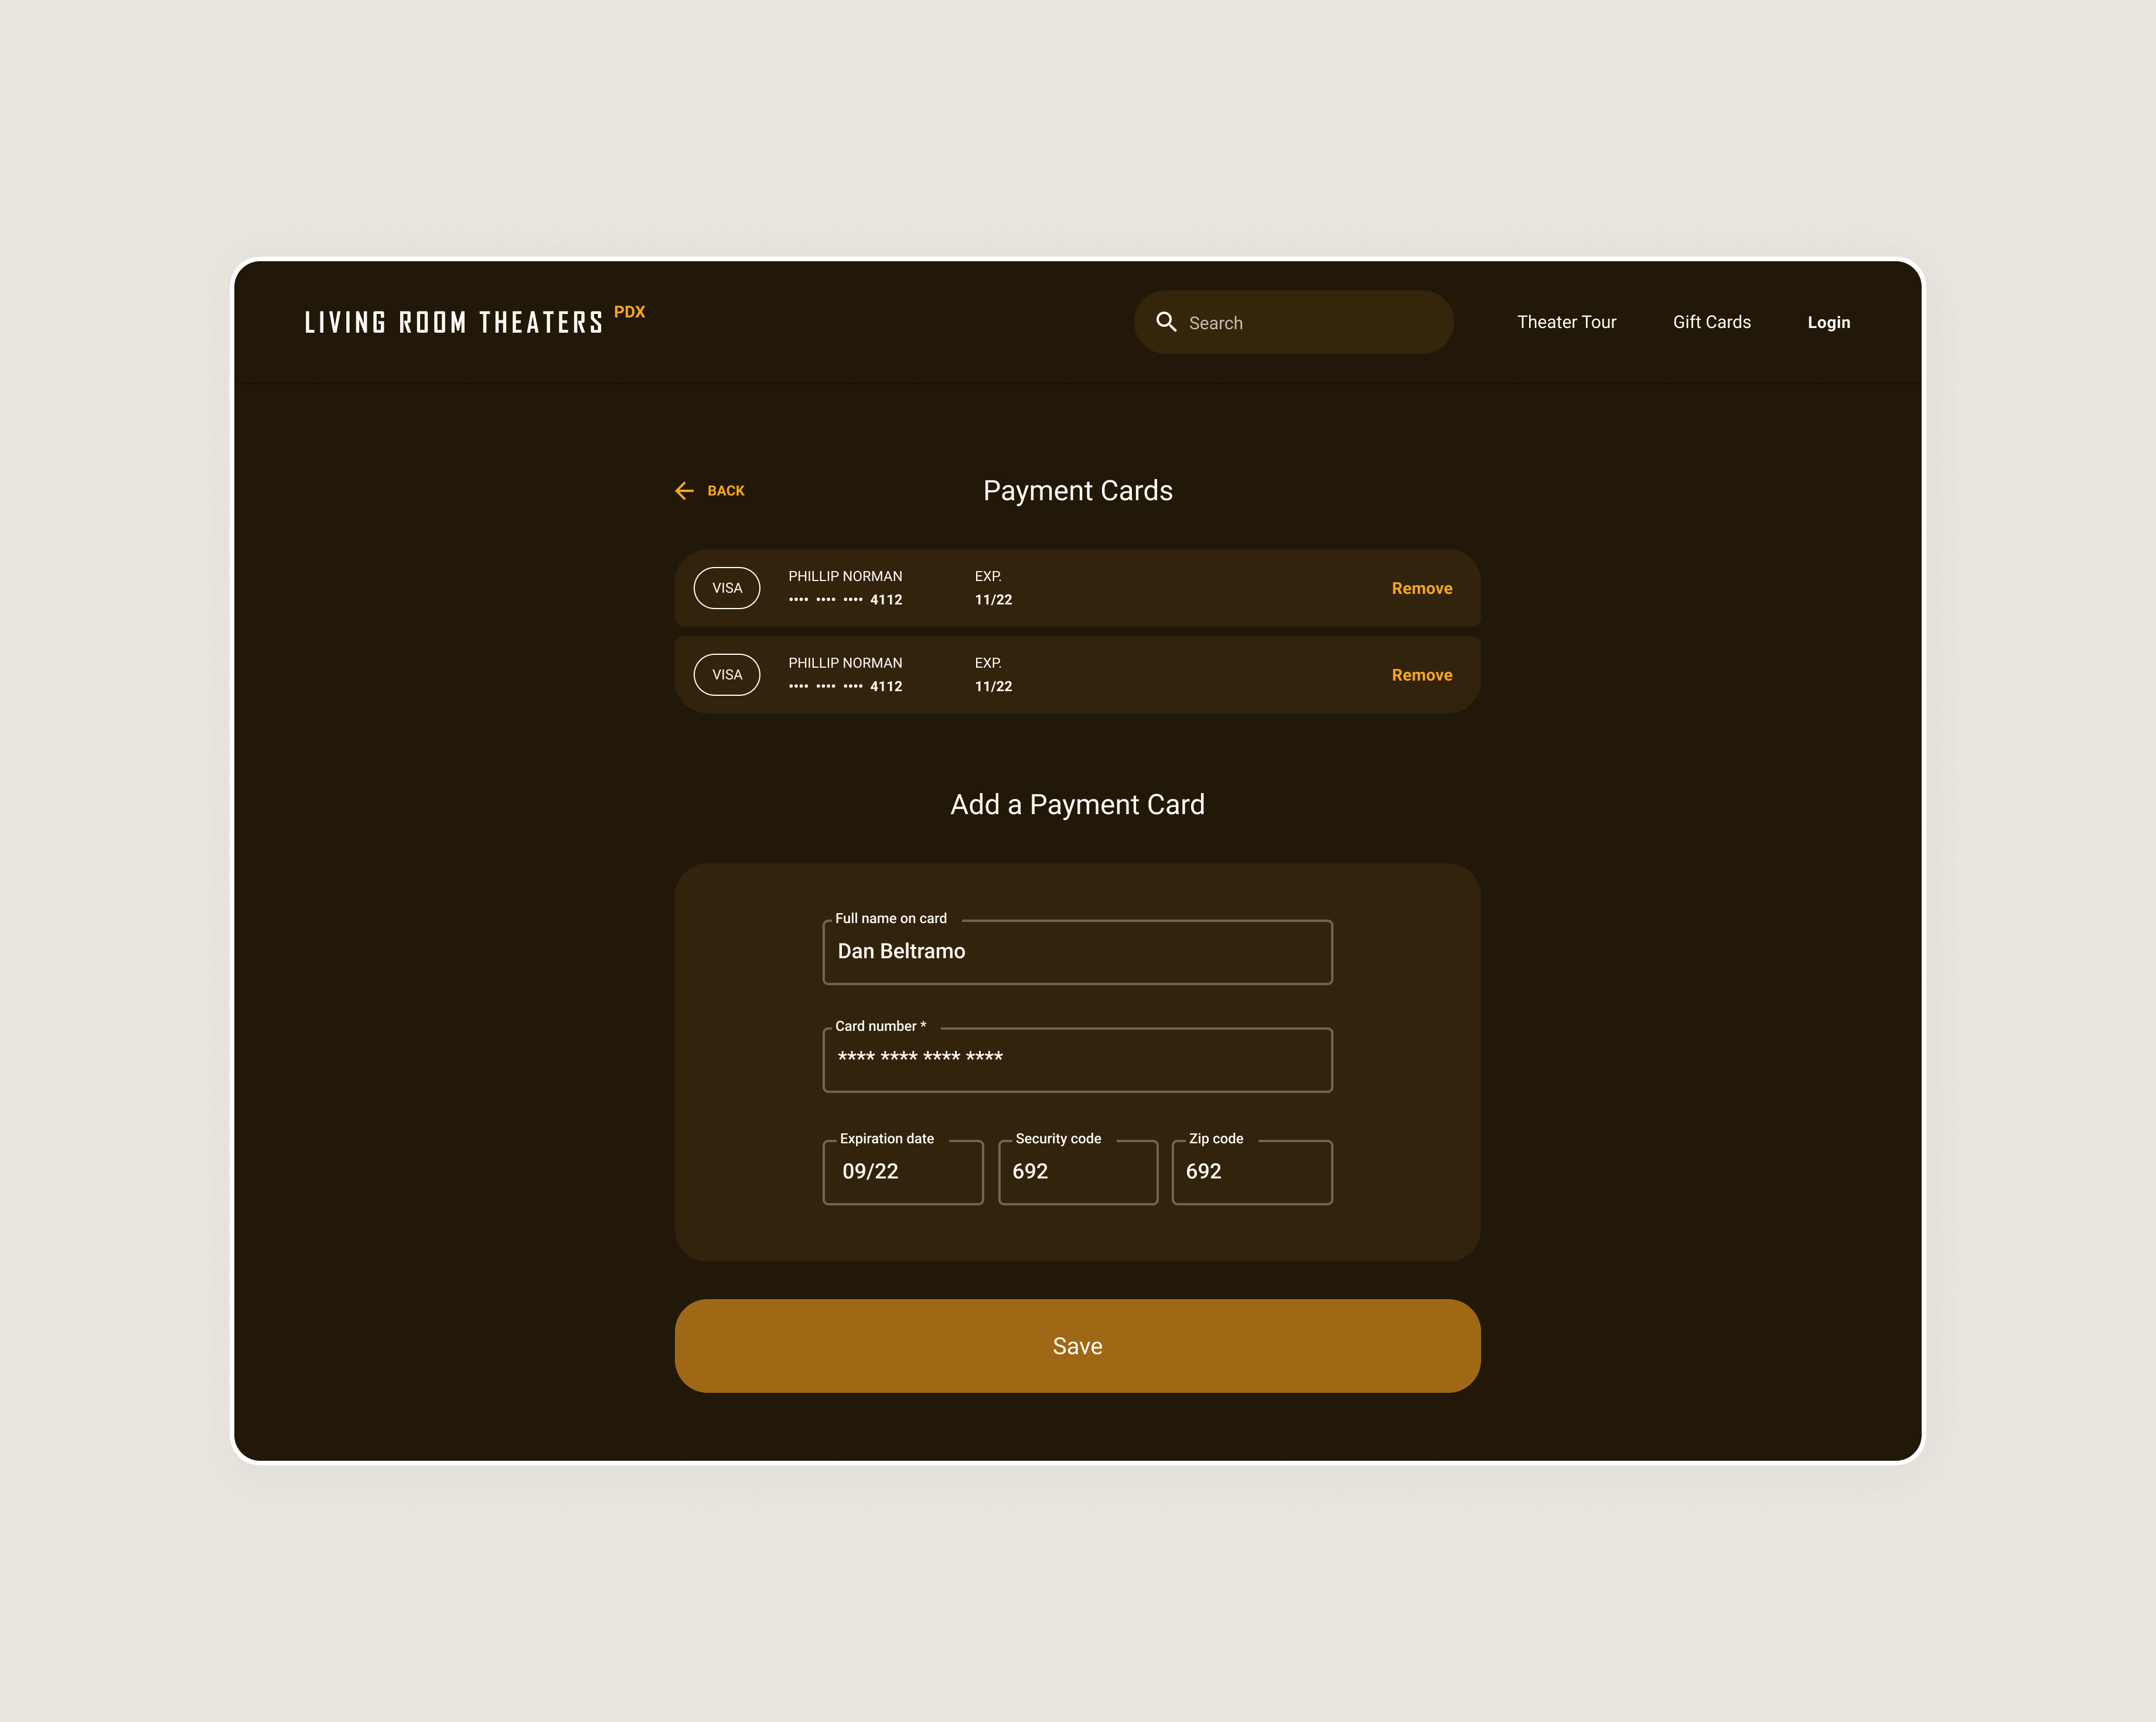 LIVING ROOM THEATERS PDX
Search
Theater Tour
Gift Cards
Login
BACK
Payment Cards
VISA
PHILLIP NORMAN
•••• •••• •••• 4112
EXP.
11/22
Remove
VISA
PHILLIP NORMAN
•••• •••• •••• 4112
EXP.
11/22
Remove
Add a Payment Card
Full name on card
Dan Beltramo
Card number *
**** **** **** ****
Expiration date
09/22
Security code
692
Zip code
692
Save